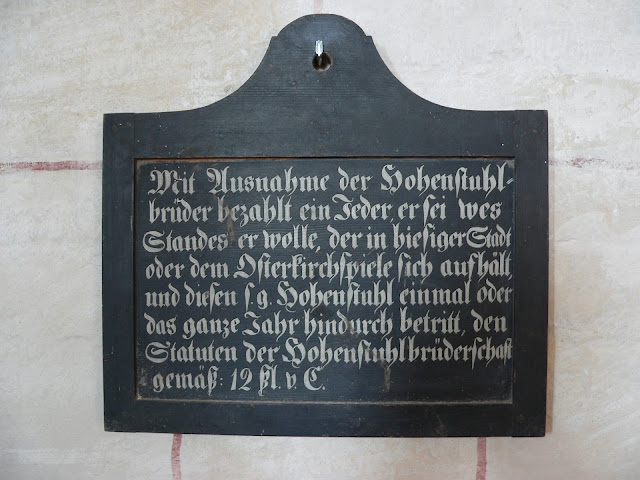 Mit Ausnahme der Hohenstuhl-
brüder bezahlt ein Jeder, er sei wes
Standes er wolle, der in hiesiger Stadt
oder dem Osterkirchspiele sich aufhält,
und diesen s.g. Hohenstuhl einmal oder
das ganze Jahr hindurch betritt, den
Statuten der Hohenstuhlbrüderschaft
gemäß: 12 ßl. v C.